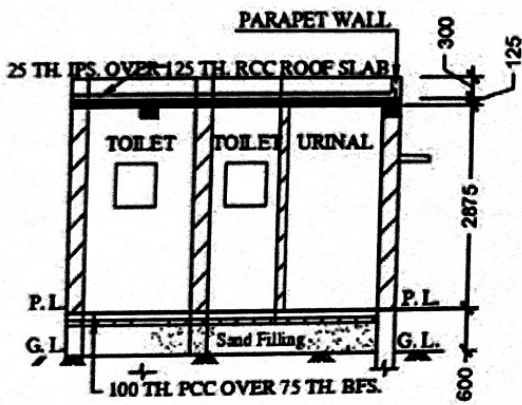 PARAPET WALL
25 TH. IPS. OVER 125 TH. RCC ROOF SLAB
300
125
TOILET TOILET URINAL
2875
P.L. P.L.
G.L. Sand Filling G.L.
600
100 TH. PCC OVER 75 TH. BFS.